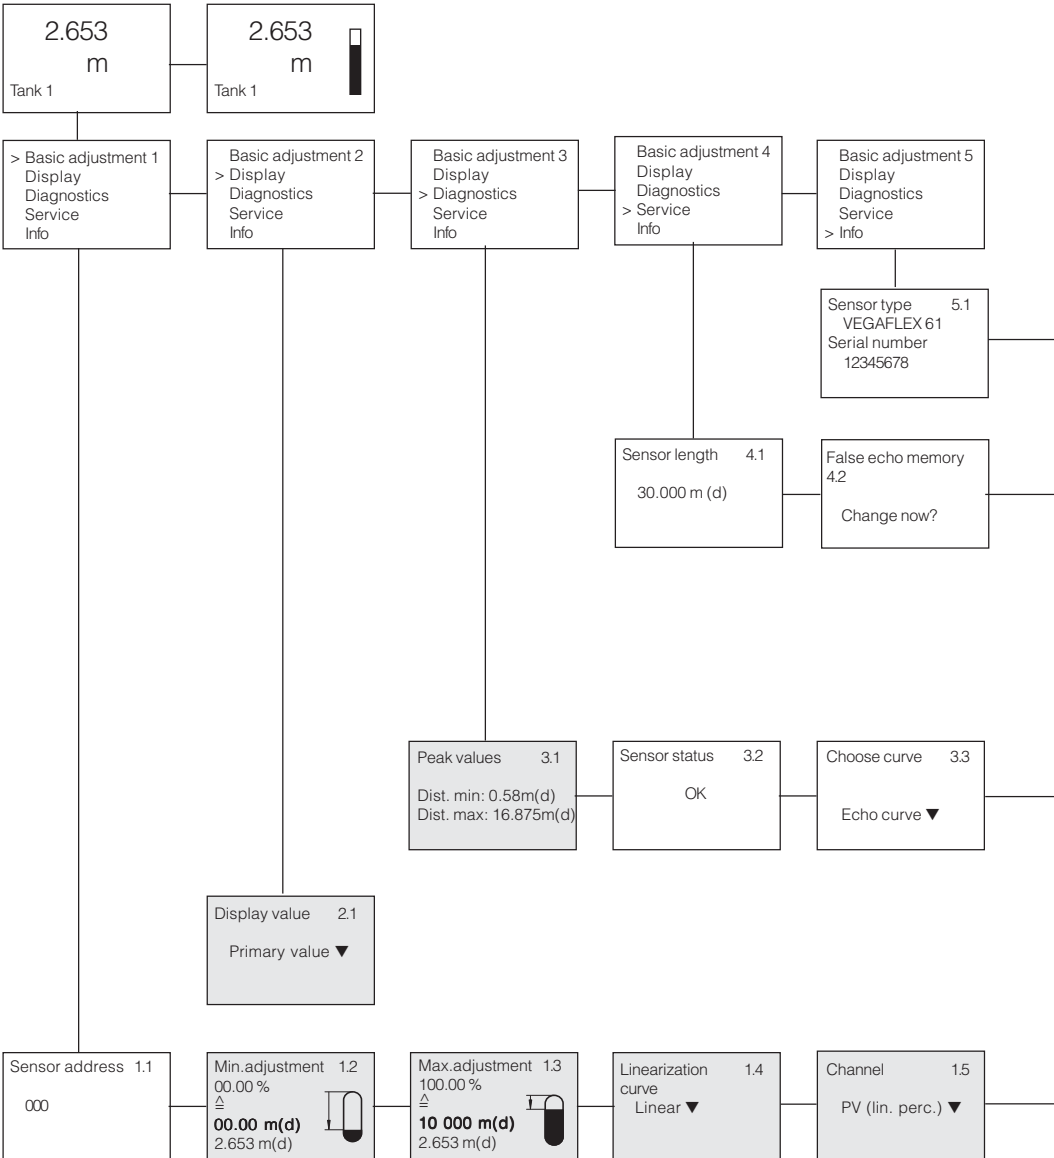 2.653
m
Tank 1
2.653
m
Tank 1
> Basic adjustment 1
Display
Diagnostics
Service
Info
Basic adjustment 2
> Display
Diagnostics
Service
Info
Basic adjustment 3
Display
> Diagnostics
Service
Info
Basic adjustment 4
Display
Diagnostics
> Service
Info
Basic adjustment 5
Display
Diagnostics
Service
> Info
Sensor type 5.1
VEGAFLEX 61
Serial number
12345678
Sensor length 4.1
30.000 m (d)
False echo memory
4.2
Change now?
Peak values 3.1
Dist. min: 0.58m(d)
Dist. max: 16.875m(d)
Sensor status 3.2
OK
Choose curve 3.3
Echo curve ▼
Display value 2.1
Primary value ▼
Sensor address 1.1
000
Min.adjustment 1.2
00.00 %
≙
00.00 m(d)
2.653 m(d)
Max.adjustment 1.3
100.00 %
≙
10 000 m(d)
2.653 m(d)
Linearization 1.4
curve
Linear ▼
Channel 1.5
PV (lin. perc.) ▼